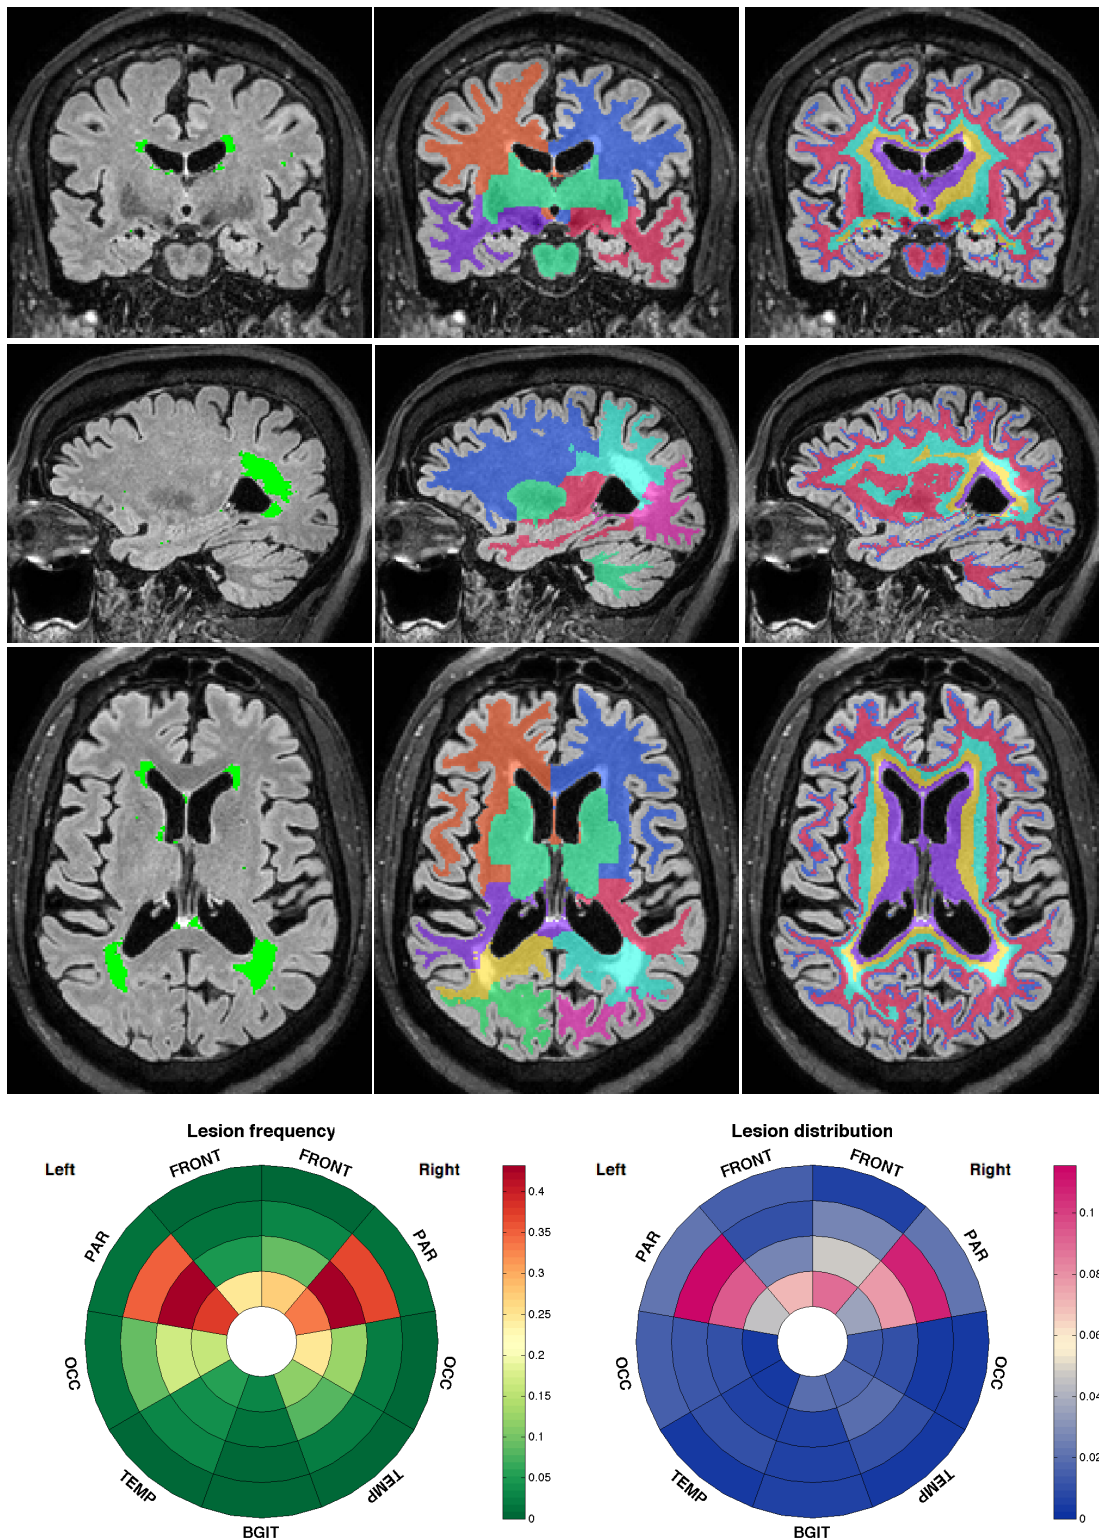 Lesion frequency
Left
FRONT
FRONT
Right
PAR
PAR
OCC
OCC
TEMP
TEMP
BGIT
0.4
0.35
0.3
0.25
0.2
0.15
0.1
0.05
0
Lesion distribution
Left
FRONT
FRONT
Right
PAR
PAR
OCC
OCC
TEMP
TEMP
BGIT
0.1
0.08
0.06
0.04
0.02
0